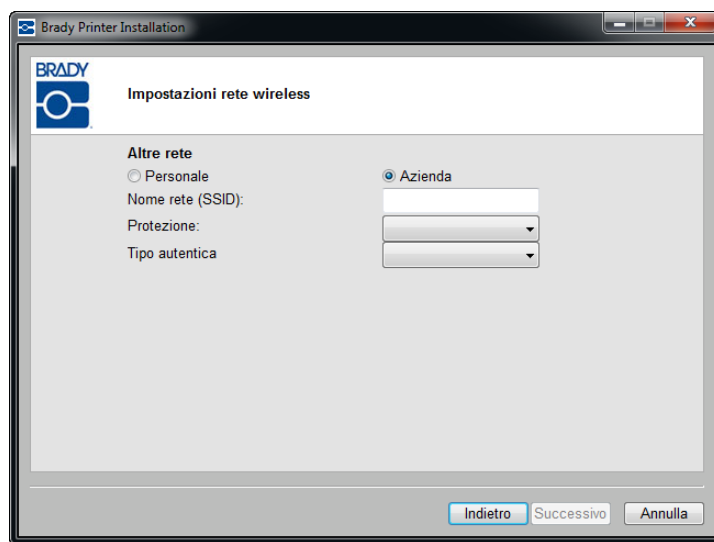 Brady Printer Installation
BRADY
Impostazioni rete wireless
Altre rete
Personale Azienda
Nome rete (SSID):
Protezione:
Tipo autentica
Indietro Successivo Annulla